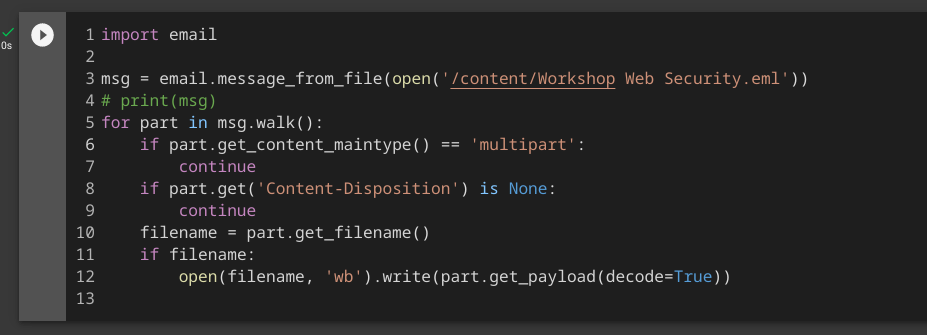 0s
1 import email
2
3 msg = email.message_from_file(open('/content/Workshop Web Security.eml'))
4 # print(msg)
5 for part in msg.walk():
6     if part.get_content_maintype() == 'multipart':
7         continue
8     if part.get('Content-Disposition') is None:
9         continue
10     filename = part.get_filename()
11     if filename:
12         open(filename, 'wb').write(part.get_payload(decode=True))
13